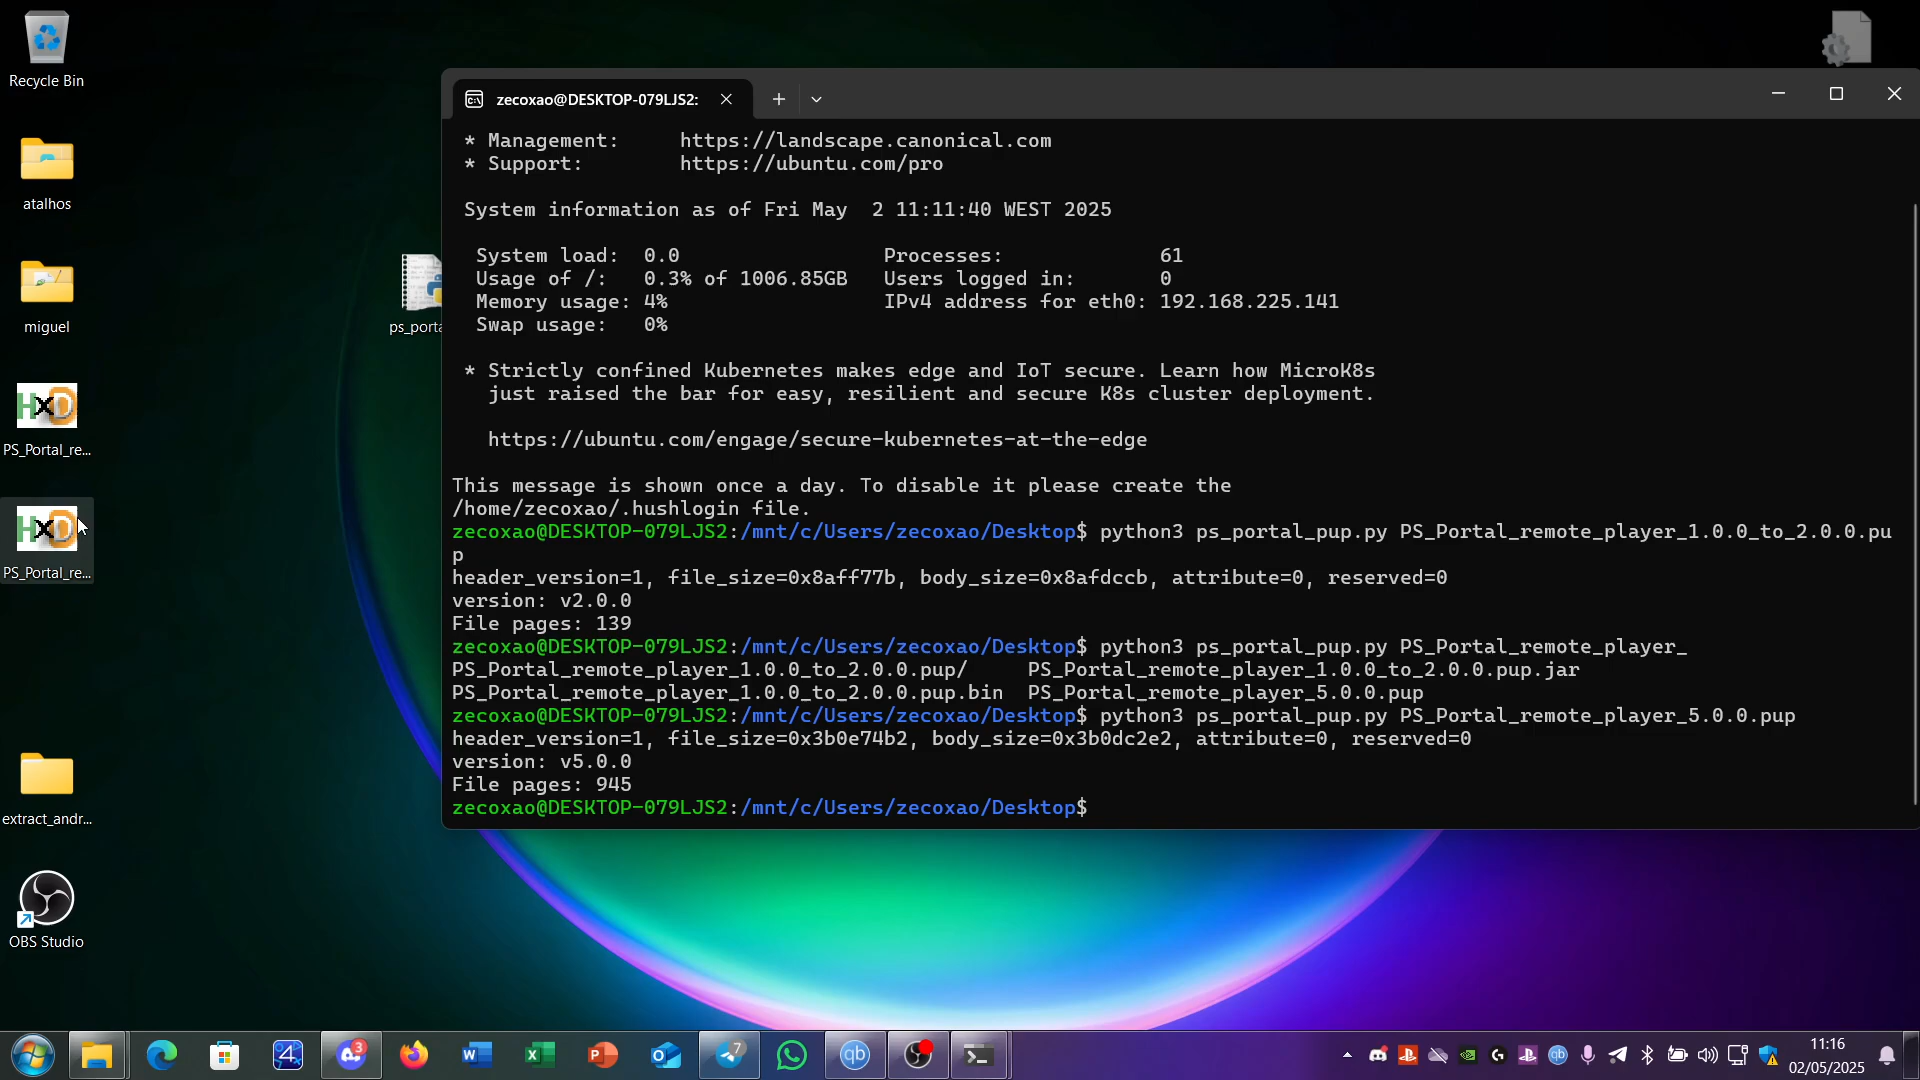 Recycle Bin
atalhos
miguel
HxD
PS_Portal_re...
HxD
PS_Portal_re...
extract_andr...
OBS Studio
ps_porta
zecoxao@DESKTOP-079LJS2:
* Management:     https://landscape.canonical.com
* Support:        https://ubuntu.com/pro
System information as of Fri May  2 11:11:40 WEST 2025
System load:  0.0                 Processes:             61
Usage of /:   0.3% of 1006.85GB   Users logged in:       0
Memory usage: 4%                  IPv4 address for eth0: 192.168.225.141
Swap usage:   0%
* Strictly confined Kubernetes makes edge and IoT secure. Learn how MicroK8s
just raised the bar for easy, resilient and secure K8s cluster deployment.
https://ubuntu.com/engage/secure-kubernetes-at-the-edge
This message is shown once a day. To disable it please create the
/home/zecoxao/.hushlogin file.
zecoxao@DESKTOP-079LJS2:/mnt/c/Users/zecoxao/Desktop$ python3 ps_portal_pup.py PS_Portal_remote_player_1.0.0_to_2.0.0.pu
p
header_version=1, file_size=0x8aff77b, body_size=0x8afdccb, attribute=0, reserved=0
version: v2.0.0
File pages: 139
zecoxao@DESKTOP-079LJS2:/mnt/c/Users/zecoxao/Desktop$ python3 ps_portal_pup.py PS_Portal_remote_player_
PS_Portal_remote_player_1.0.0_to_2.0.0.pup/     PS_Portal_remote_player_1.0.0_to_2.0.0.pup.jar
PS_Portal_remote_player_1.0.0_to_2.0.0.pup.bin  PS_Portal_remote_player_5.0.0.pup
zecoxao@DESKTOP-079LJS2:/mnt/c/Users/zecoxao/Desktop$ python3 ps_portal_pup.py PS_Portal_remote_player_5.0.0.pup
header_version=1, file_size=0x3b0e74b2, body_size=0x3b0dc2e2, attribute=0, reserved=0
version: v5.0.0
File pages: 945
zecoxao@DESKTOP-079LJS2:/mnt/c/Users/zecoxao/Desktop$
4 3 W X P O 7 qb
11:16
02/05/2025